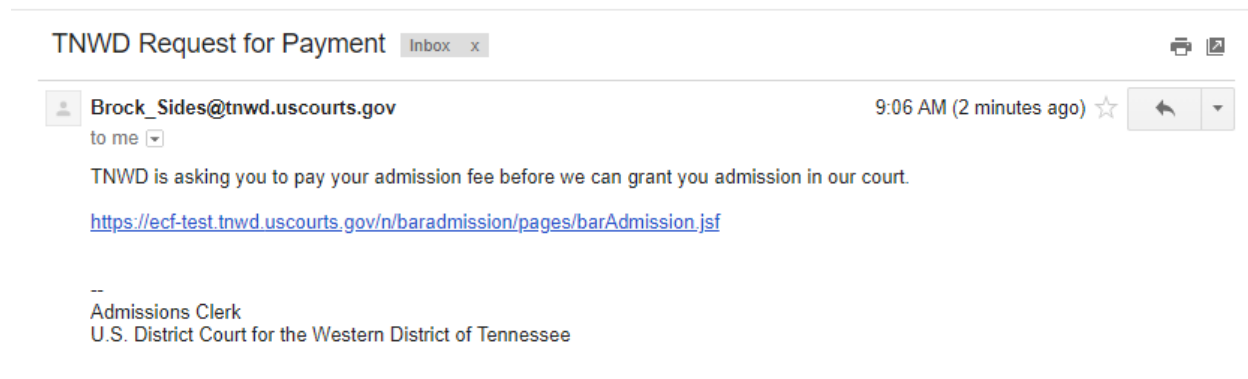 TNWD Request for Payment Inbox x
Brock_Sides@tnwd.uscourts.gov 9:06 AM (2 minutes ago)
to me
TNWD is asking you to pay your admission fee before we can grant you admission in our court.
https://ecf-test.tnwd.uscourts.gov/n/baradmission/pages/barAdmission.jsf
--
Admissions Clerk
U.S. District Court for the Western District of Tennessee